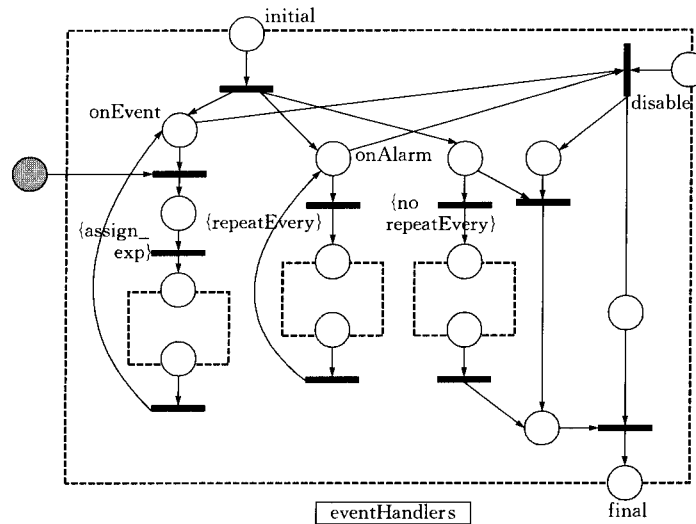 initial
onEvent
disable
onAlarm
{assign_
exp}
{repeatEvery}
{no
repeatEvery}
final
eventHandlers